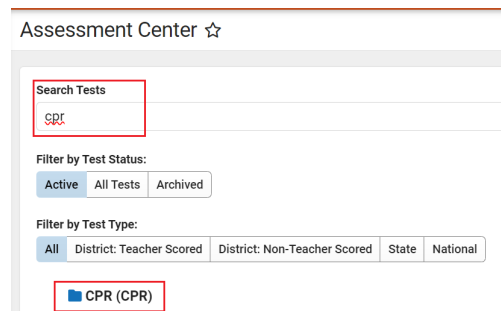 Assessment Center
Search Tests
cpr
Filter by Test Status:
Active All Tests Archived
Filter by Test Type:
All District: Teacher Scored District: Non-Teacher Scored State National
CPR (CPR)